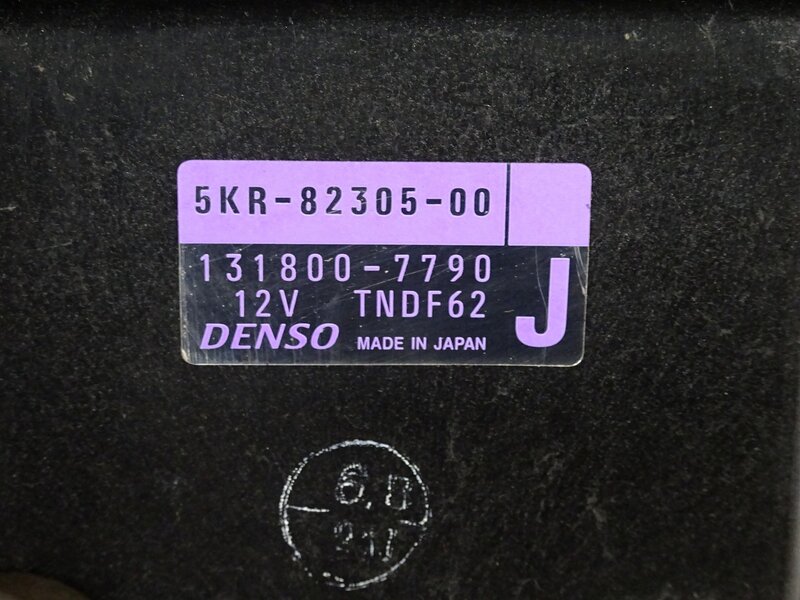 5KR-82305-00
131800-7790
12V TNDF62 J
DENSO MADE IN JAPAN